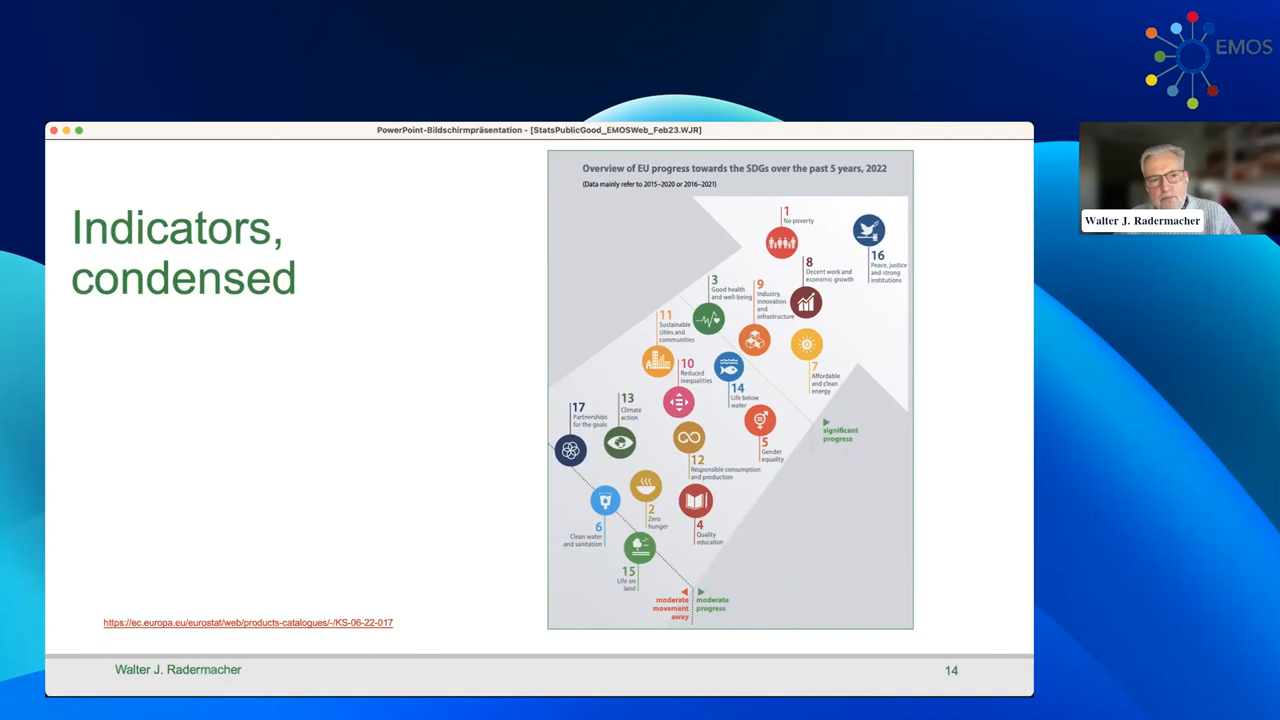 EMOS
PowerPoint-Bildschirmpräsentation - [StatsPublicGood_EMOSWeb_Feb23.WJR]
Indicators,
condensed
Overview of EU progress towards the SDGs over the past 5 years, 2022
(Data mainly refer to 2015–2020 or 2016–2021)
1
No poverty
16
Peace, justice
and strong
institutions
8
Decent work and
economic growth
3
Good health
and well-being
9
Industry,
innovation
and
infrastructure
11
Sustainable
cities and
communities
10
Reduced
inequalities
7
Affordable
and clean
energy
14
Life below
water
13
Climate
action
17
Partnerships
for the goals
significant
progress
5
Gender
equality
12
Responsible consumption
and production
2
Zero
hunger
6
Clean water
and sanitation
4
Quality
education
15
Life on
land
moderate
movement
away
moderate
progress
https://ec.europa.eu/eurostat/web/products-catalogues/-/KS-06-22-017
Walter J. Radermacher
14
Walter J. Radermacher